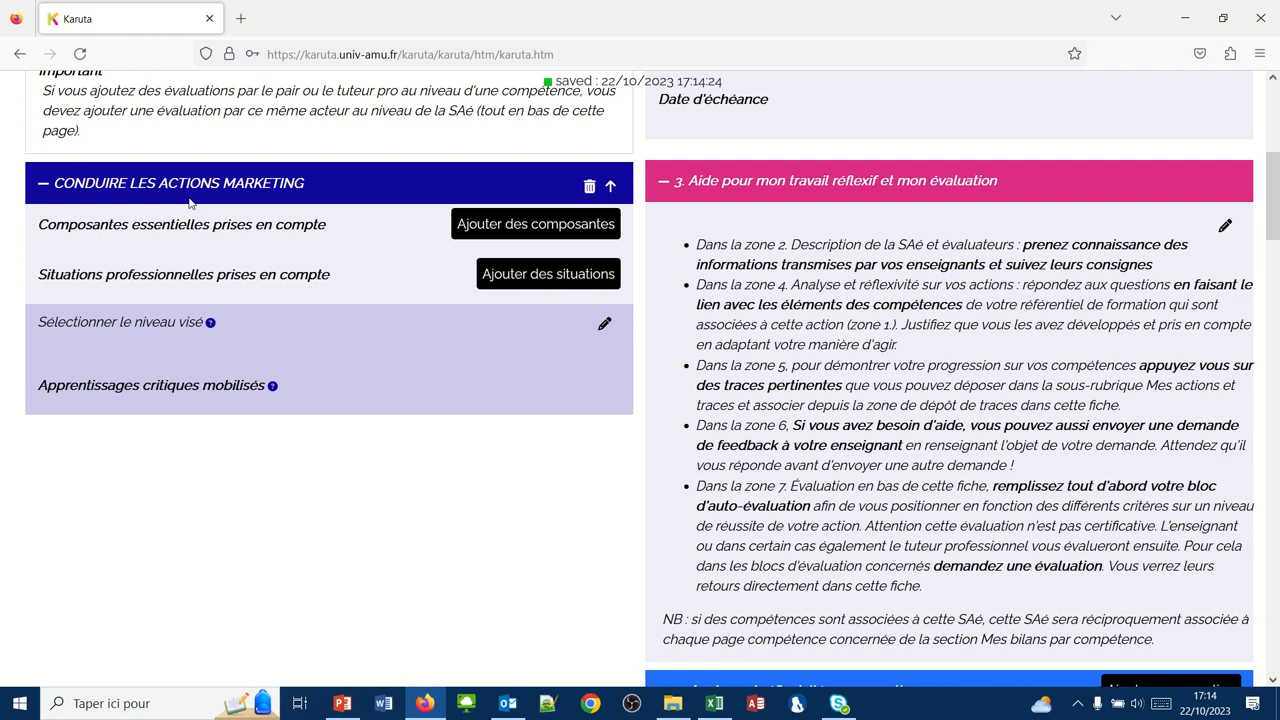 Karuta
https://karuta.univ-amu.fr/karuta/karuta/htm/karuta.htm
Important
saved : 22/10/2023 17:14:24
Si vous ajoutez des évaluations par le pair ou le tuteur pro au niveau d'une compétence, vous
devez ajouter une évaluation par ce même acteur au niveau de la SAé (tout en bas de cette
page).
Date d'échéance
CONDUIRE LES ACTIONS MARKETING
Composantes essentielles prises en compte
Ajouter des composantes
Situations professionnelles prises en compte
Ajouter des situations
Sélectionner le niveau visé
Apprentissages critiques mobilisés
3. Aide pour mon travail réflexif et mon évaluation
Dans la zone 2. Description de la SAé et évaluateurs : prenez connaissance des
informations transmises par vos enseignants et suivez leurs consignes
Dans la zone 4. Analyse et réflexivité sur vos actions : répondez aux questions en faisant le
lien avec les éléments des compétences de votre référentiel de formation qui sont
associées à cette action (zone 1.). Justifiez que vous les avez développés et pris en compte
en adaptant votre manière d'agir.
Dans la zone 5, pour démontrer votre progression sur vos compétences appuyez vous sur
des traces pertinentes que vous pouvez déposer dans la sous-rubrique Mes actions et
traces et associer depuis la zone de dépôt de traces dans cette fiche.
Dans la zone 6, Si vous avez besoin d'aide, vous pouvez aussi envoyer une demande
de feedback à votre enseignant en renseignant l'objet de votre demande. Attendez qu'il
vous réponde avant d'envoyer une autre demande !
Dans la zone 7. Évaluation en bas de cette fiche, remplissez tout d'abord votre bloc
d'auto-évaluation afin de vous positionner en fonction des différents critères sur un niveau
de réussite de votre action. Attention cette évaluation n'est pas certificative. L'enseignant
ou dans certain cas également le tuteur professionnel vous évalueront ensuite. Pour cela
dans les blocs d'évaluation concernés demandez une évaluation. Vous verrez leurs
retours directement dans cette fiche.
NB : si des compétences sont associées à cette SAé, cette SAé sera réciproquement associée à
chaque page compétence concernée de la section Mes bilans par compétence.
Taper ici pour
17:14
22/10/2023